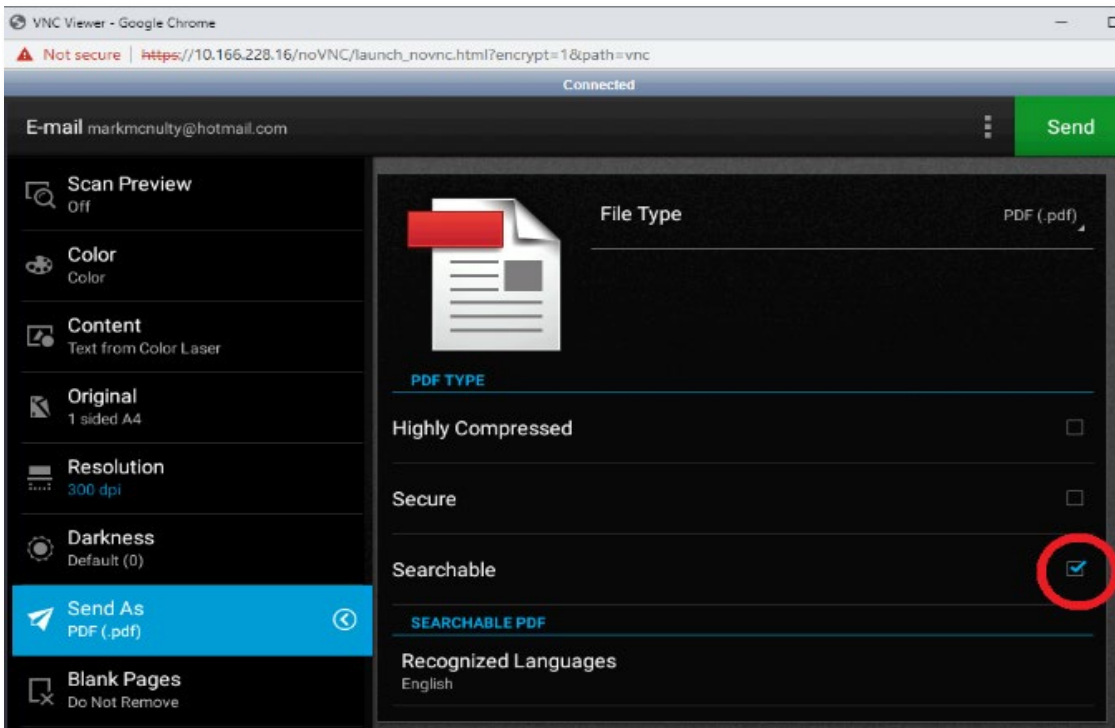 VNC Viewer - Google Chrome
Not secure | https://10.166.228.16/noVNC/launch_novnc.html?encrypt=1&path=vnc
Connected
E-mail markmcnulty@hotmail.com
Send
Scan Preview
Off
Color
Color
Content
Text from Color Laser
Original
1 sided A4
Resolution
300 dpi
Darkness
Default (0)
Send As
PDF (.pdf)
Blank Pages
Do Not Remove
File Type
PDF (.pdf)
PDF TYPE
Highly Compressed
Secure
Searchable
SEARCHABLE PDF
Recognized Languages
English